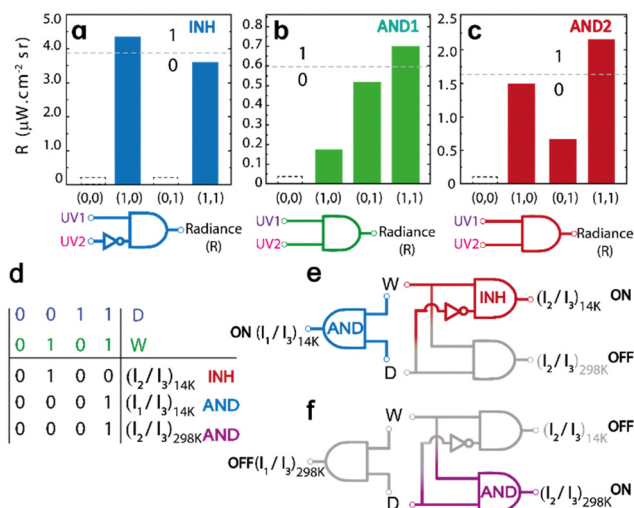 a INH
R (μW.cm⁻² sr)
4.0
3.0
2.0
1.0
0.0
1
0
(0,0) (1,0) (0,1) (1,1)
UV1
UV2
Radiance
(R)
b AND1
0.7
0.6
0.5
0.4
0.3
0.2
0.1
0
1
0
(0,0) (1,0) (0,1) (1,1)
UV1
UV2
Radiance
(R)
c AND2
2.5
2.0
1.5
1.0
0.5
0.0
1
0
(0,0) (1,0) (0,1) (1,1)
UV1
UV2
Radiance
(R)
d
0 0 1 1 D
0 1 0 1 W
0 1 0 0 (I₂/I₃)14K INH
0 0 0 1 (I₁/I₃)14K AND
0 0 0 1 (I₂/I₃)298K AND
e
W
INH (I₂/I₃)14K ON
ON (I₁/I₃)14K AND
(I₂/I₃)298K OFF
D
f
W
(I₂/I₃)14K OFF
OFF (I₁/I₃)298K
AND (I₂/I₃)298K ON
D